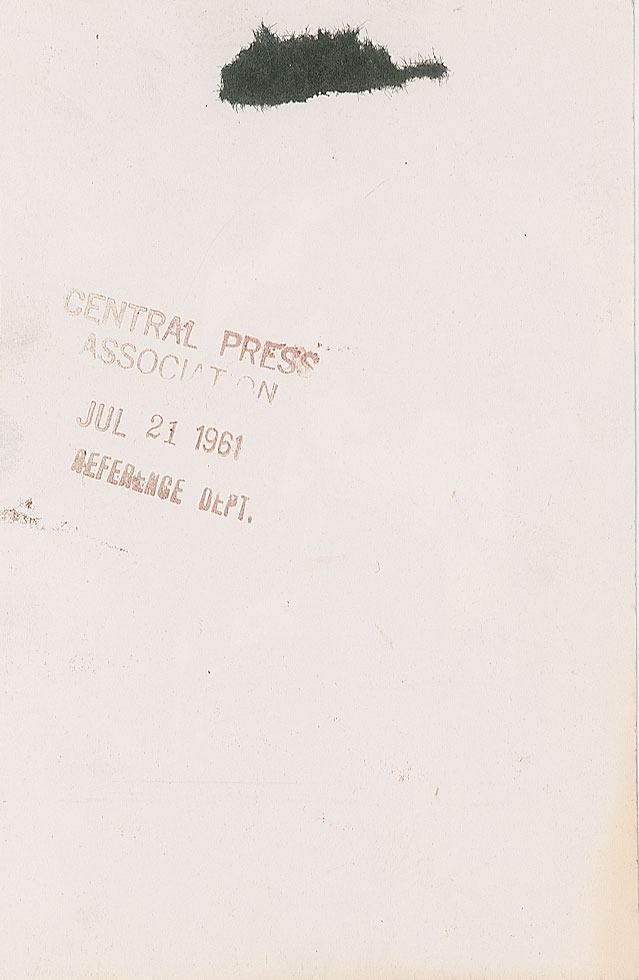 CENTRAL PRESS
ASSOCIATION
JUL 21 1961
REFERENCE DEPT.